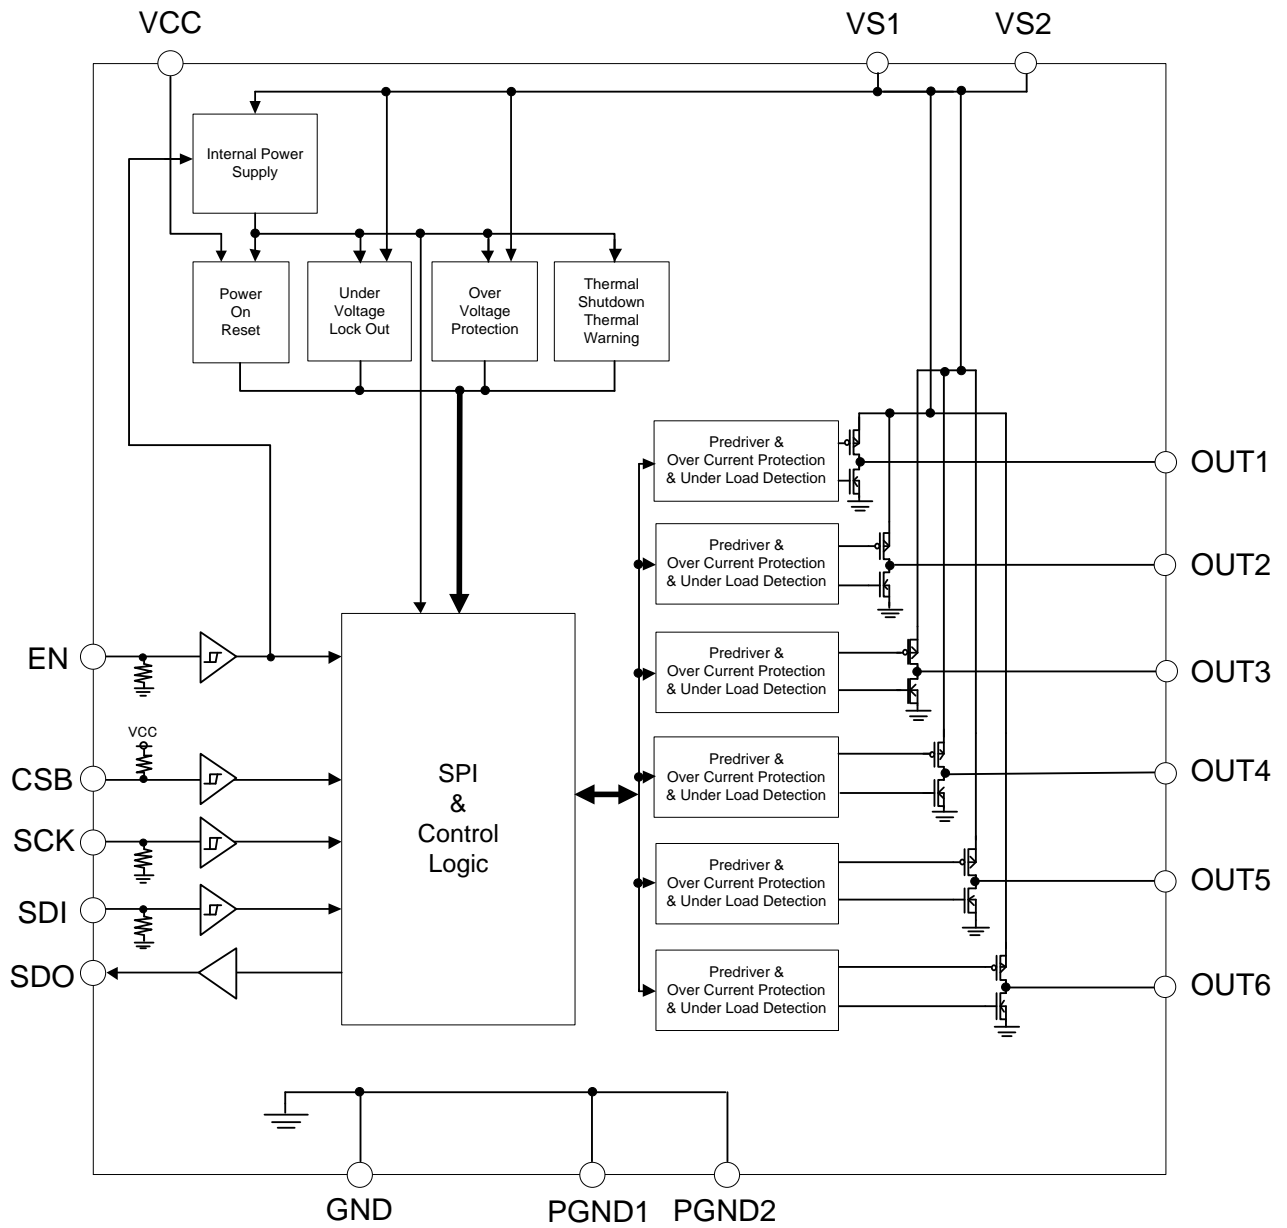 VCC
VS1
VS2
Internal Power
Supply
Power
On
Reset
Under
Voltage
Lock Out
Over
Voltage
Protection
Thermal
Shutdown
Thermal
Warning
Predriver &
Over Current Protection
& Under Load Detection
OUT1
Predriver &
Over Current Protection
& Under Load Detection
OUT2
EN
Predriver &
Over Current Protection
& Under Load Detection
OUT3
VCC
CSB
SCK
SDI
SDO
SPI
&
Control
Logic
Predriver &
Over Current Protection
& Under Load Detection
OUT4
Predriver &
Over Current Protection
& Under Load Detection
OUT5
Predriver &
Over Current Protection
& Under Load Detection
OUT6
GND
PGND1
PGND2